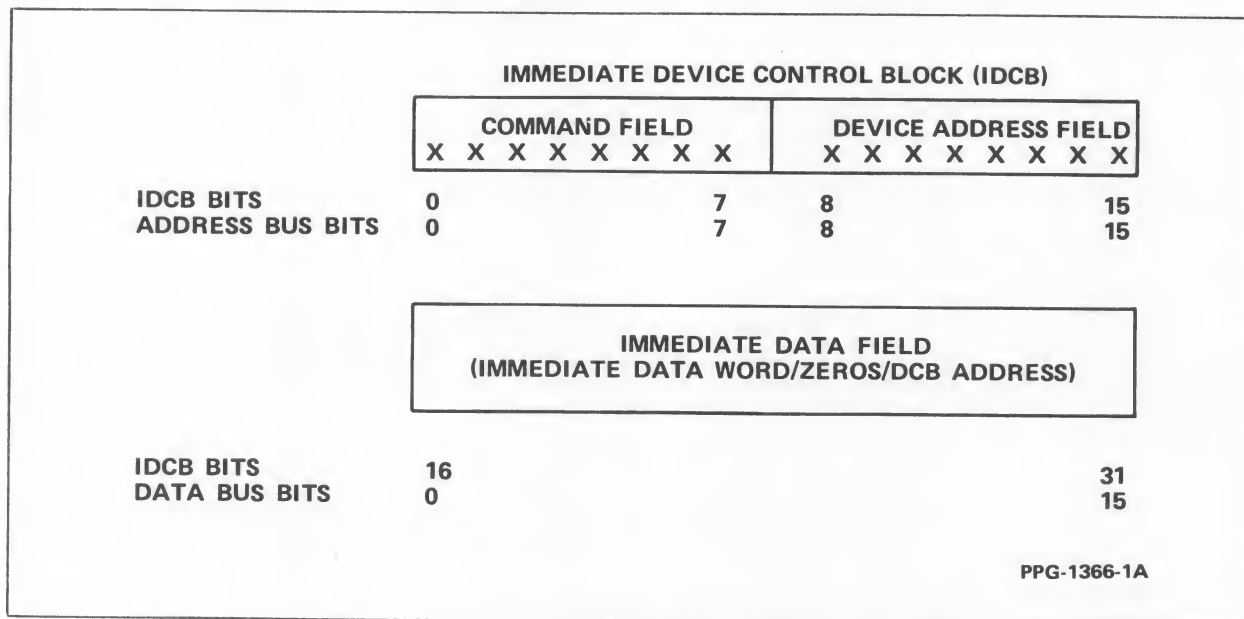 IMMEDIATE DEVICE CONTROL BLOCK (IDCB)
COMMAND FIELD DEVICE ADDRESS FIELD
X X X X X X X X X X X X X X X X
IDCB BITS 0 7 8 15
ADDRESS BUS BITS 0 7 8 15
IMMEDIATE DATA FIELD
(IMMEDIATE DATA WORD/ZEROS/DCB ADDRESS)
IDCB BITS 16 31
DATA BUS BITS 0 15
PPG-1366-1A